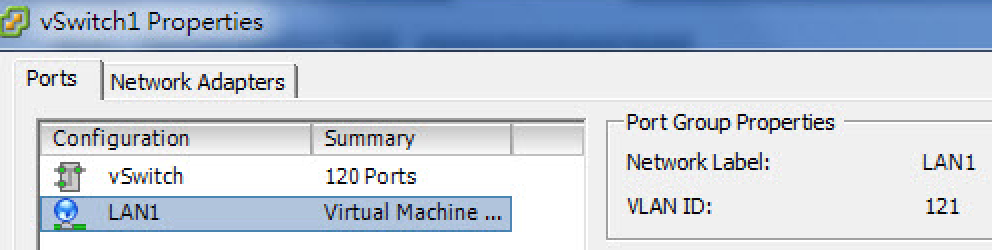 vSwitch1 Properties
Ports Network Adapters
Configuration Summary
vSwitch 120 Ports
LAN1 Virtual Machine ...
Port Group Properties
Network Label: LAN1
VLAN ID: 121